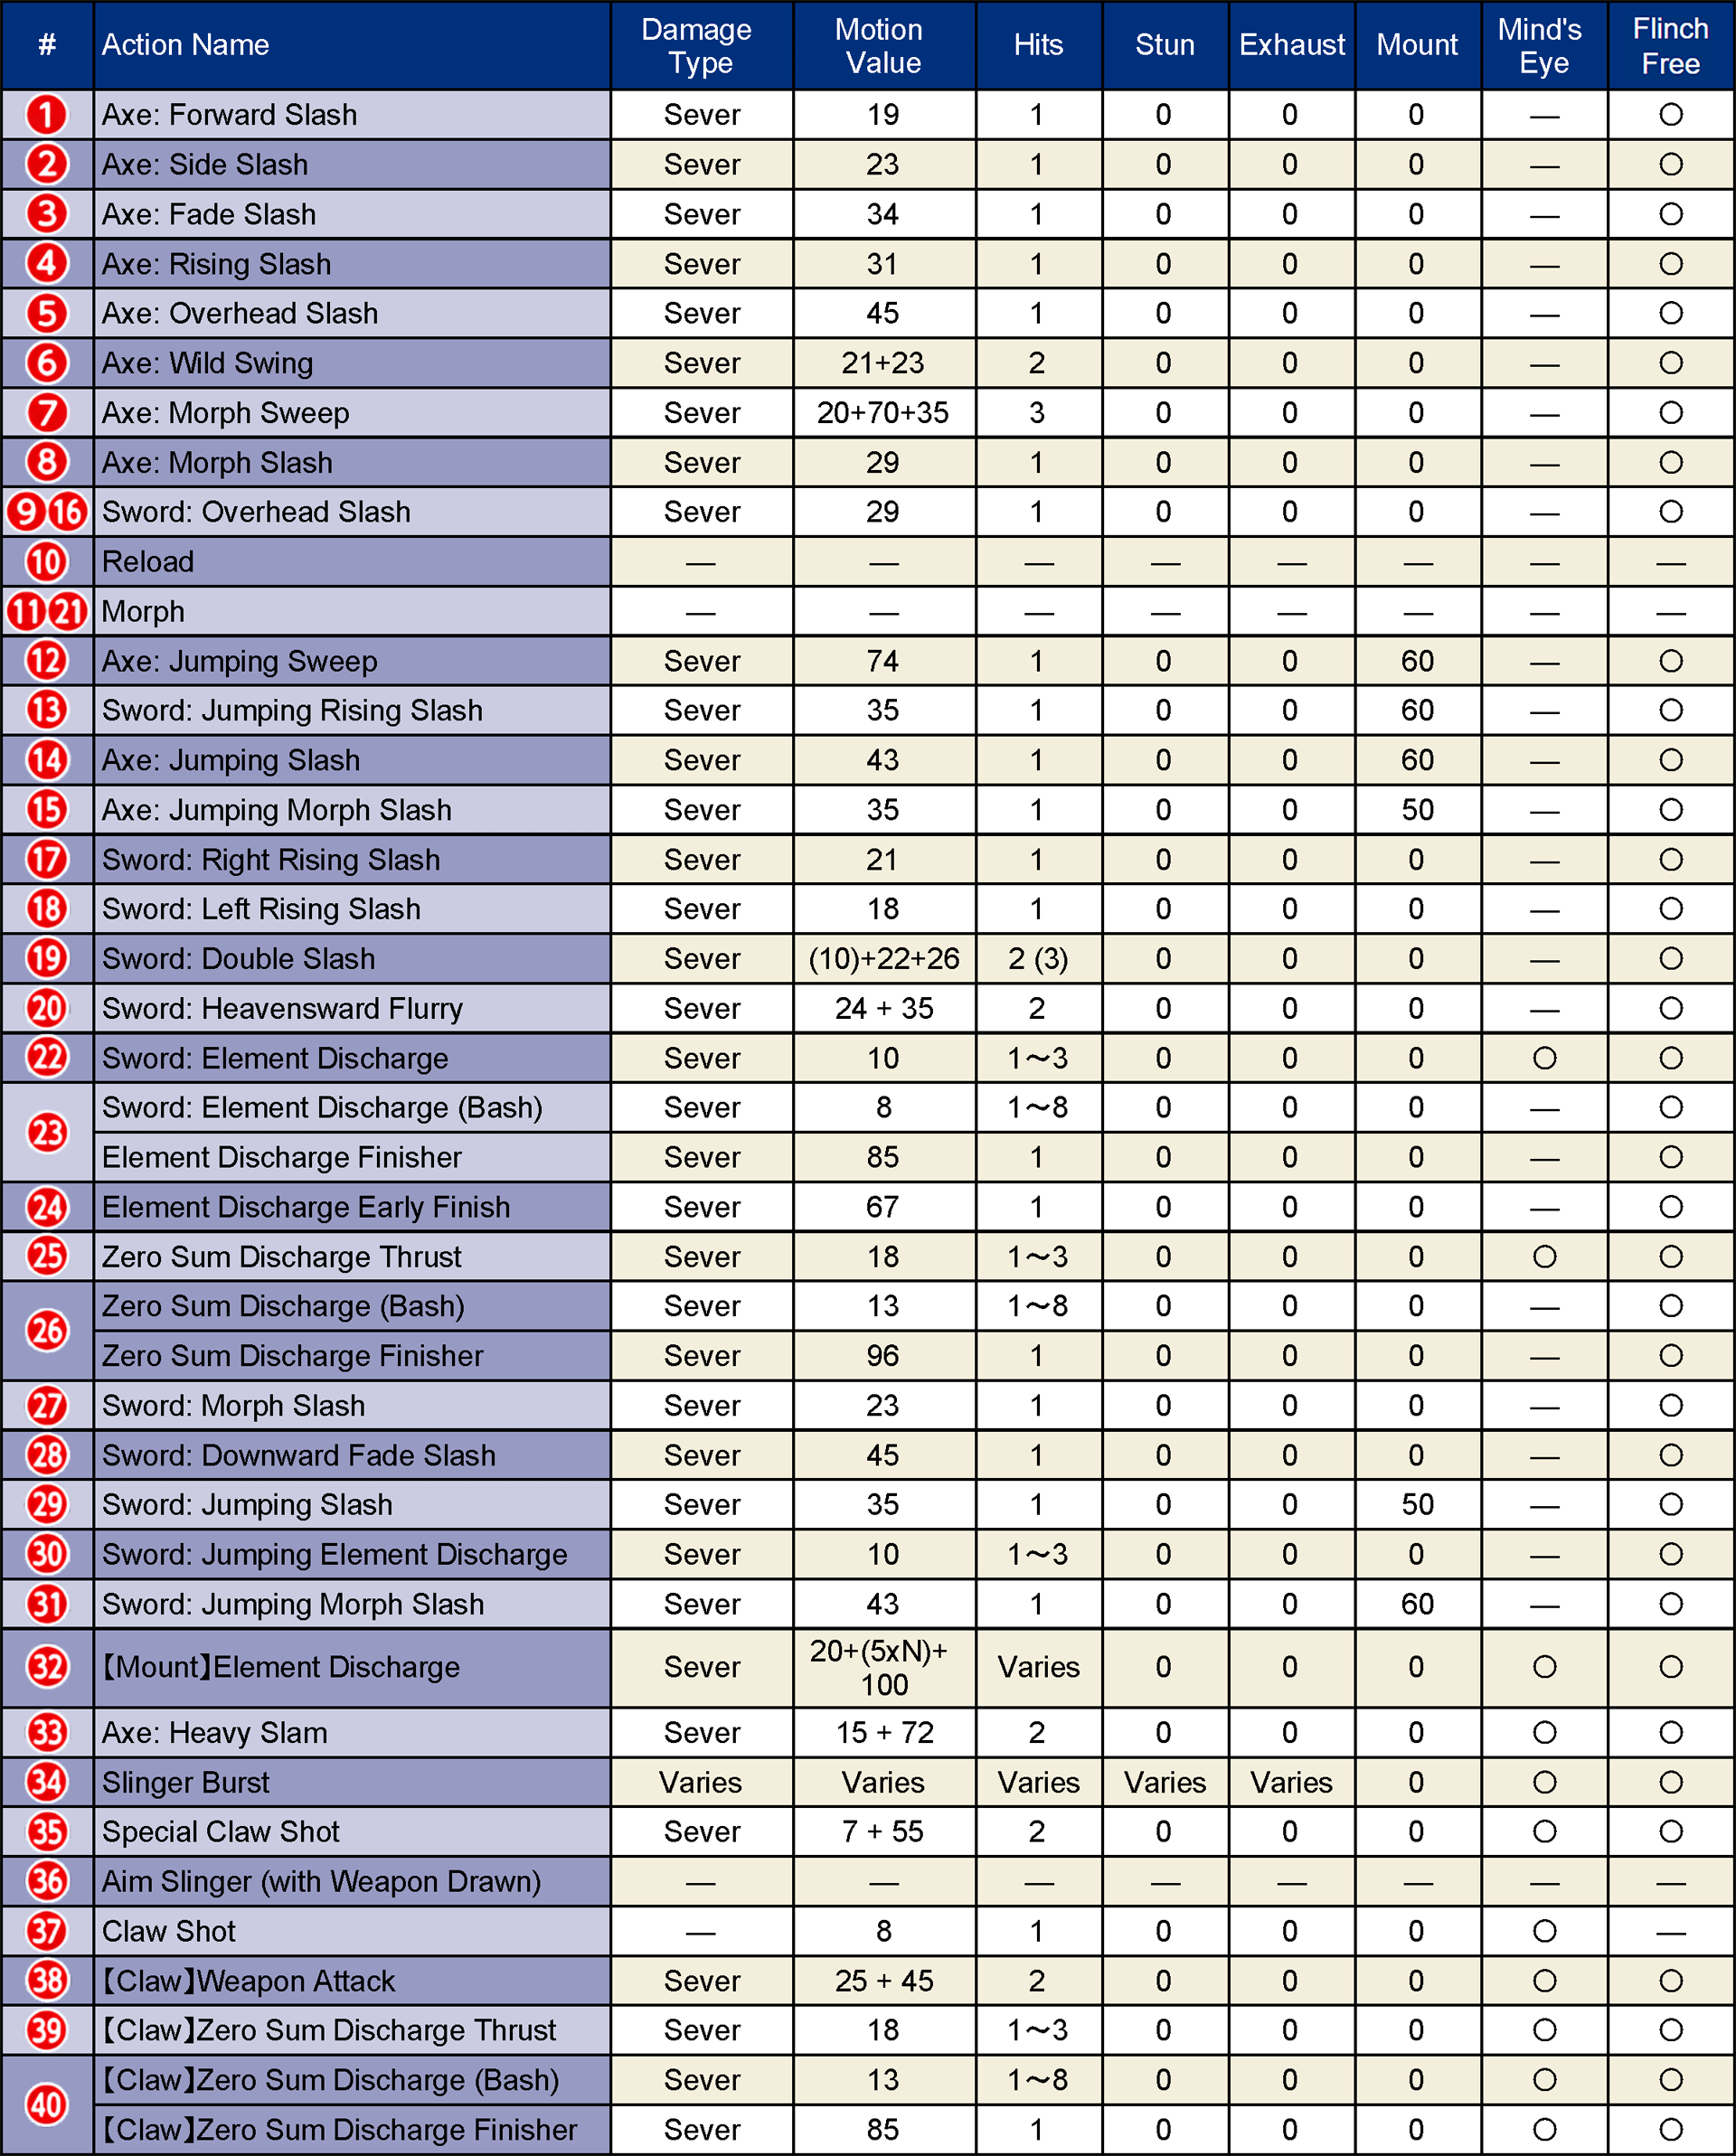 # Action Name Damage Type Motion Value Hits Stun Exhaust Mount Mind's Eye Flinch Free
1 Axe: Forward Slash Sever 19 1 0 0 0 — ○
2 Axe: Side Slash Sever 23 1 0 0 0 — ○
3 Axe: Fade Slash Sever 34 1 0 0 0 — ○
4 Axe: Rising Slash Sever 31 1 0 0 0 — ○
5 Axe: Overhead Slash Sever 45 1 0 0 0 — ○
6 Axe: Wild Swing Sever 21+23 2 0 0 0 — ○
7 Axe: Morph Sweep Sever 20+70+35 3 0 0 0 — ○
8 Axe: Morph Slash Sever 29 1 0 0 0 — ○
9 16 Sword: Overhead Slash Sever 29 1 0 0 0 — ○
10 Reload — — — — — — — —
11 21 Morph — — — — — — — —
12 Axe: Jumping Sweep Sever 74 1 0 0 60 — ○
13 Sword: Jumping Rising Slash Sever 35 1 0 0 60 — ○
14 Axe: Jumping Slash Sever 43 1 0 0 60 — ○
15 Axe: Jumping Morph Slash Sever 35 1 0 0 50 — ○
17 Sword: Right Rising Slash Sever 21 1 0 0 0 — ○
18 Sword: Left Rising Slash Sever 18 1 0 0 0 — ○
19 Sword: Double Slash Sever (10)+22+26 2 (3) 0 0 0 — ○
20 Sword: Heavensward Flurry Sever 24 + 35 2 0 0 0 — ○
22 Sword: Element Discharge Sever 10 1～3 0 0 0 ○ ○
23 Sword: Element Discharge (Bash) Sever 8 1～8 0 0 0 — ○
Element Discharge Finisher Sever 85 1 0 0 0 — ○
24 Element Discharge Early Finish Sever 67 1 0 0 0 — ○
25 Zero Sum Discharge Thrust Sever 18 1～3 0 0 0 ○ ○
26 Zero Sum Discharge (Bash) Sever 13 1～8 0 0 0 — ○
Zero Sum Discharge Finisher Sever 96 1 0 0 0 — ○
27 Sword: Morph Slash Sever 23 1 0 0 0 — ○
28 Sword: Downward Fade Slash Sever 45 1 0 0 0 — ○
29 Sword: Jumping Slash Sever 35 1 0 0 50 — ○
30 Sword: Jumping Element Discharge Sever 10 1～3 0 0 0 — ○
31 Sword: Jumping Morph Slash Sever 43 1 0 0 60 — ○
32 【Mount】Element Discharge Sever 20+(5xN)+ 100 Varies 0 0 0 ○ ○
33 Axe: Heavy Slam Sever 15 + 72 2 0 0 0 ○ ○
34 Slinger Burst Varies Varies Varies Varies Varies 0 ○ ○
35 Special Claw Shot Sever 7 + 55 2 0 0 0 ○ ○
36 Aim Slinger (with Weapon Drawn) — — — — — — — —
37 Claw Shot — 8 1 0 0 0 ○ —
38 【Claw】Weapon Attack Sever 25 + 45 2 0 0 0 ○ ○
39 【Claw】Zero Sum Discharge Thrust Sever 18 1～3 0 0 0 ○ ○
40 【Claw】Zero Sum Discharge (Bash) Sever 13 1～8 0 0 0 ○ ○
【Claw】Zero Sum Discharge Finisher Sever 85 1 0 0 0 ○ ○